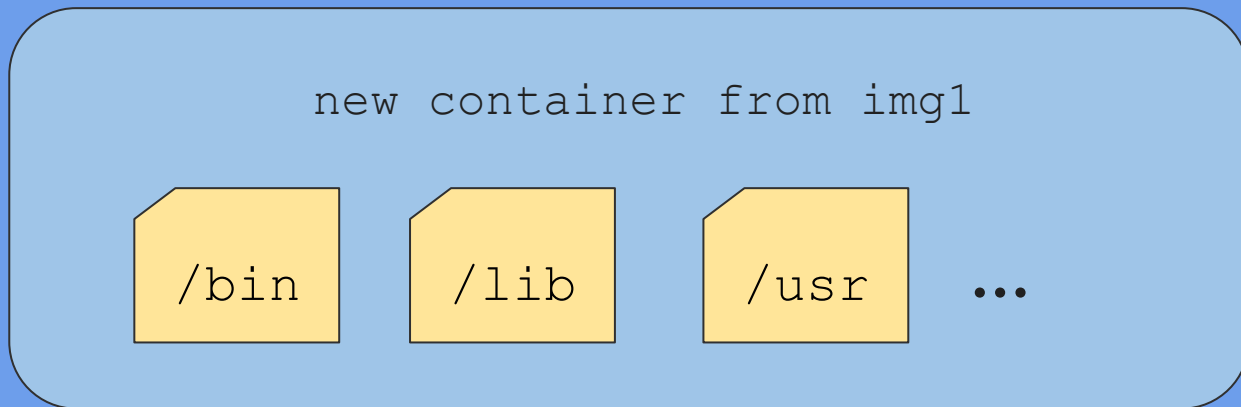 new container from img1
/bin /lib /usr ...